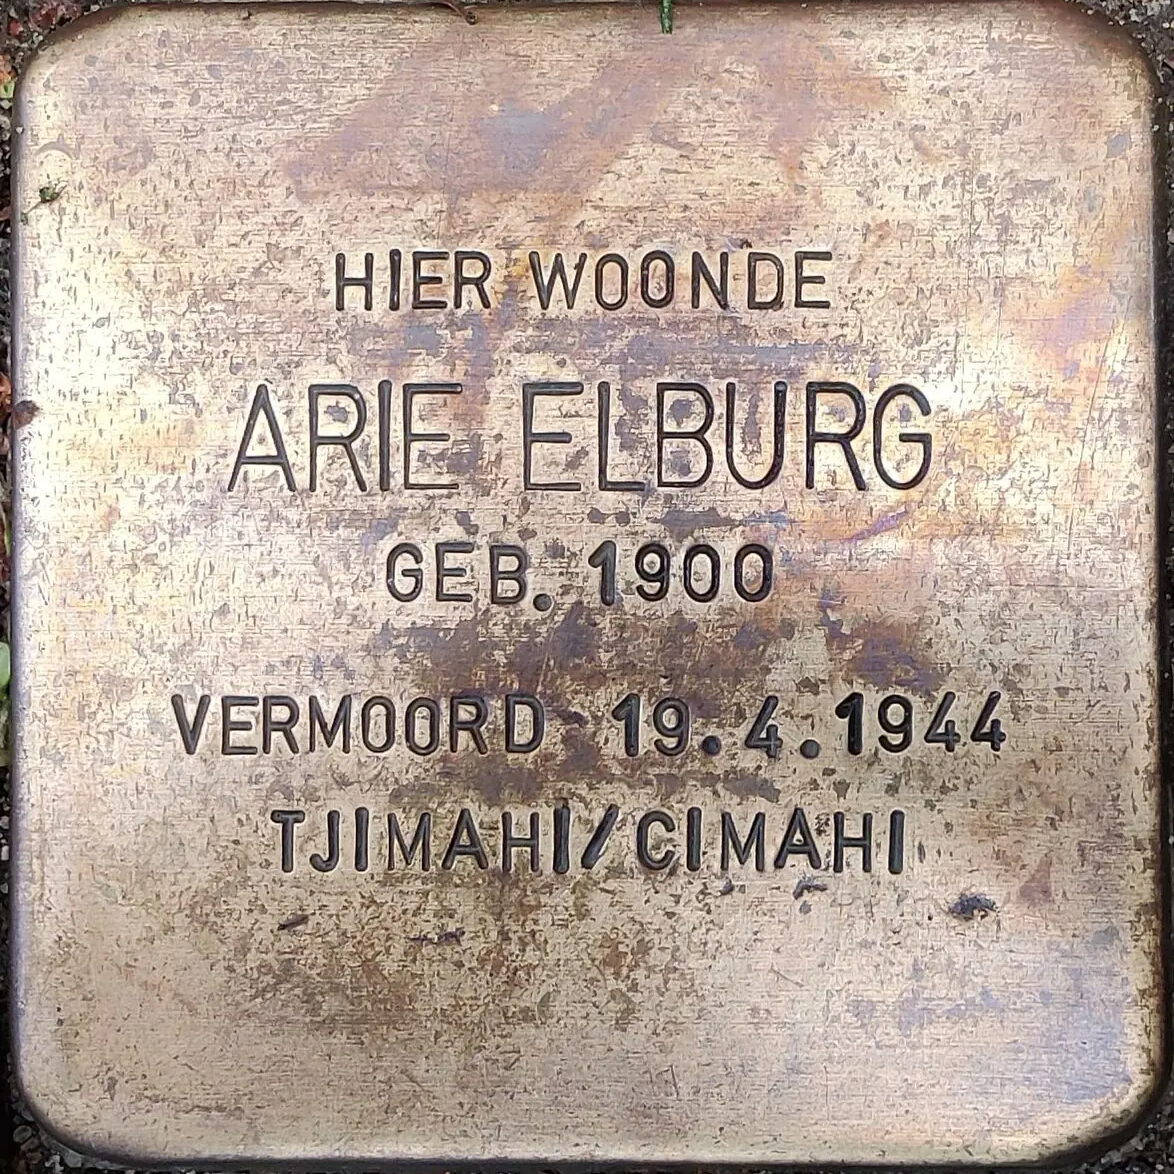 HIER WOONDE
ARIE ELBURG
GEB. 1900
VERMOORD 19.4.1944
TJIMAHI/CIMAHI